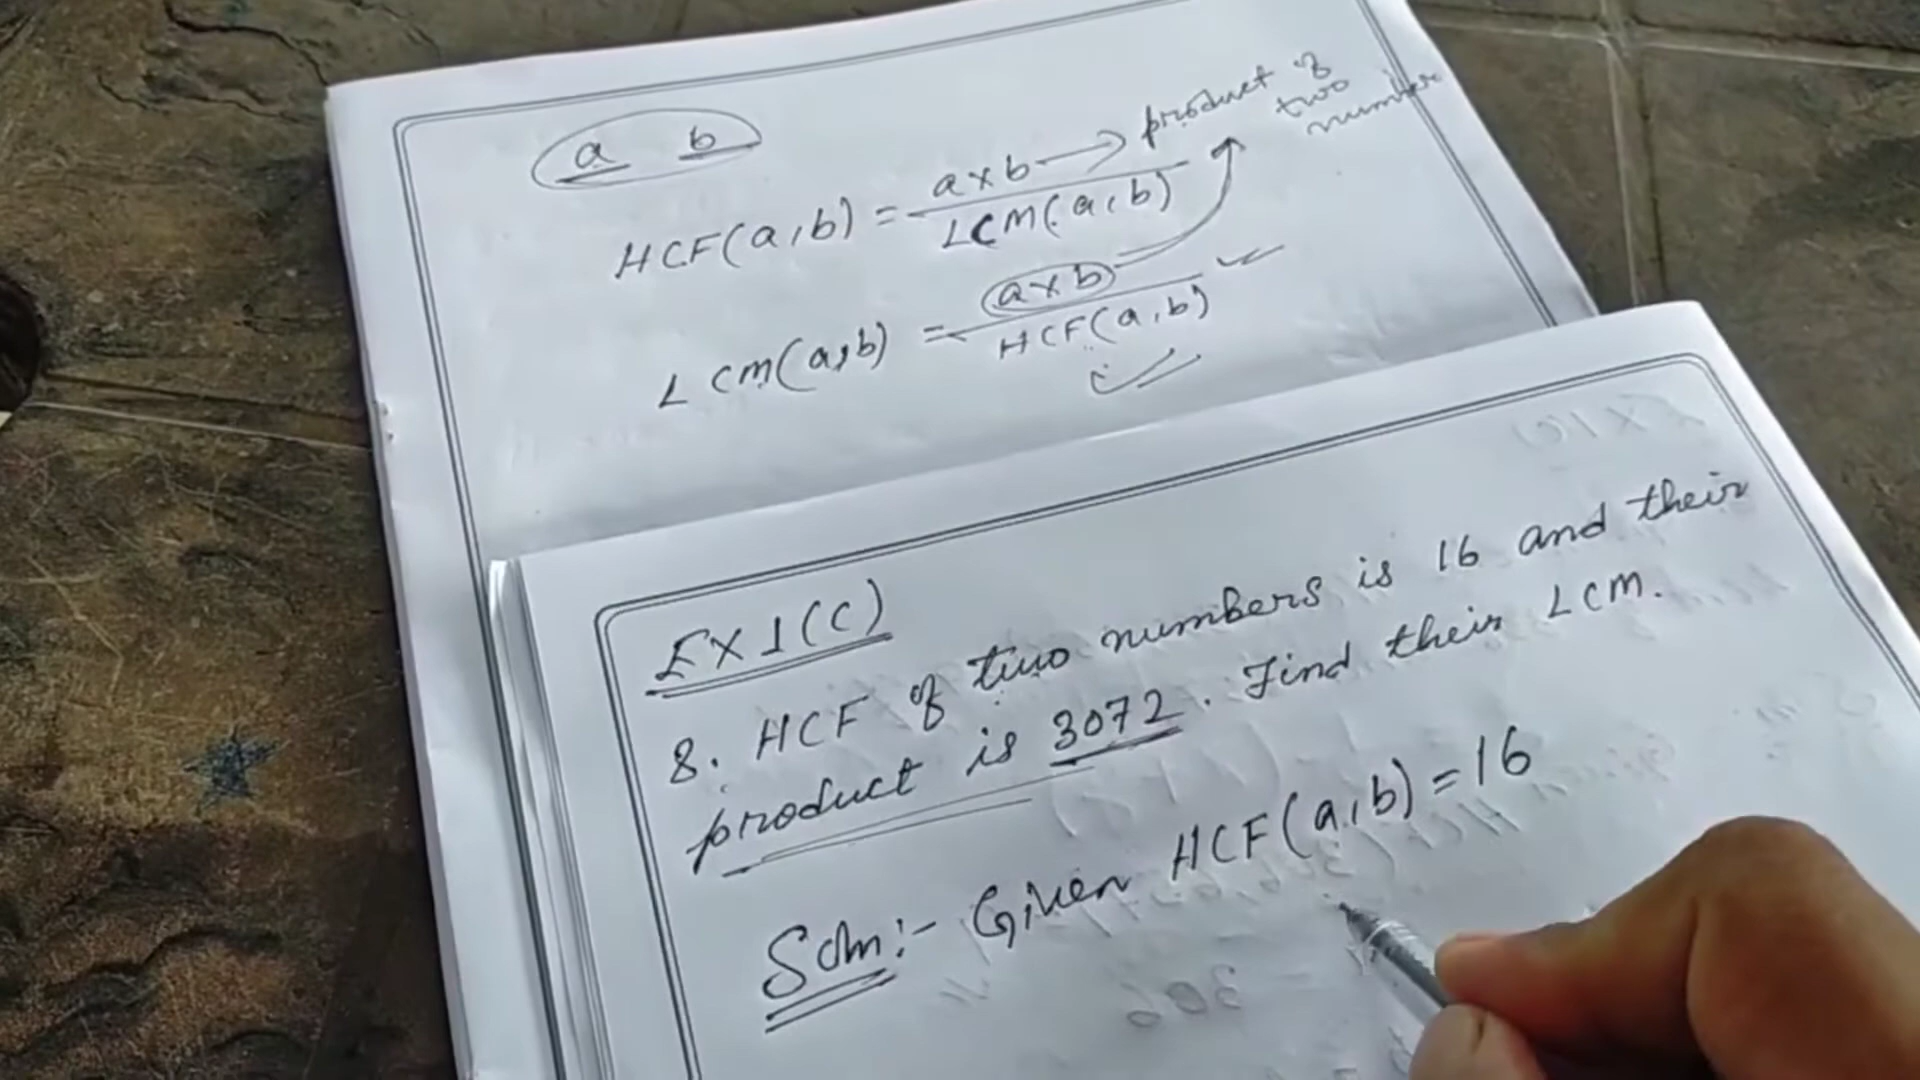 a b
HCF(a,b) = a×b → product of two number
LCM(a,b)
LCM(a,b) = a×b
HCF(a,b)
EX 1(C)
8. HCF of two numbers is 16 and their
product is 3072. Find their LCM.
Soln:- Given HCF(a,b) = 16